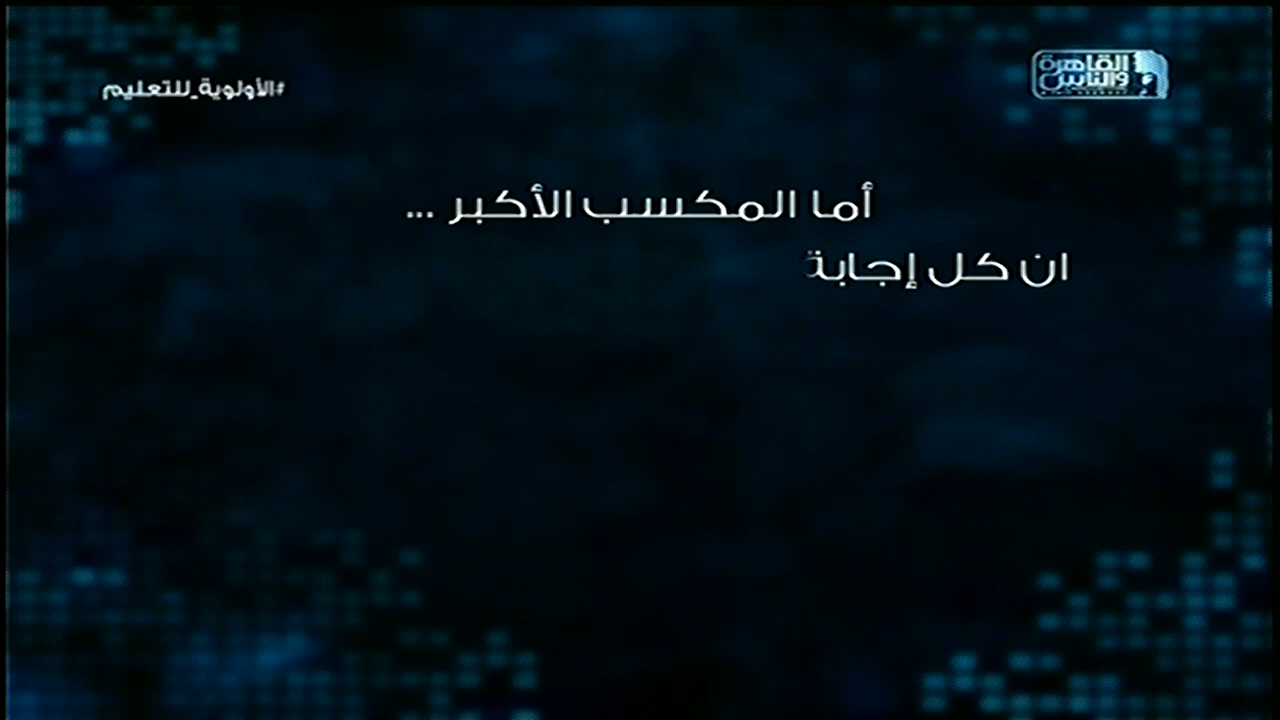 القاهرة
والناس
#الأولوية_للتعليم
أما المكسب الأكبر ...
ان كل إجابة